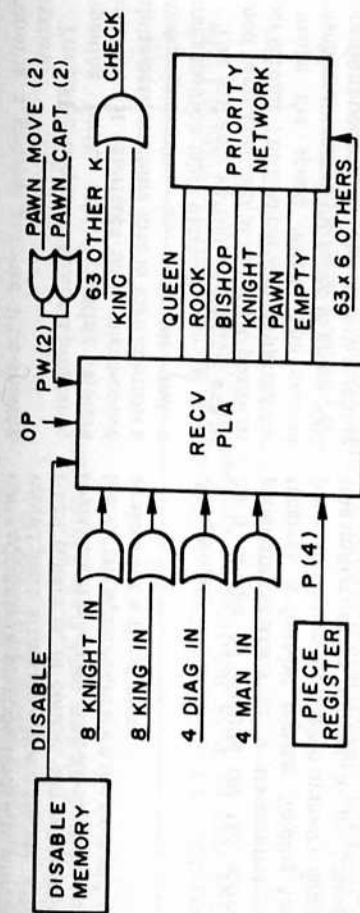 DISABLE
MEMORY
DISABLE
OP
PW(2)
PAWN MOVE (2)
PAWN CAPT (2)
8 KNIGHT IN
8 KING IN
4 DIAG IN
4 MAN IN
PIECE
REGISTER
P(4)
RECV
PLA
63 OTHER K
KING
CHECK
QUEEN
ROOK
BISHOP
KNIGHT
PAWN
EMPTY
PRIORITY
NETWORK
63 x 6 OTHERS